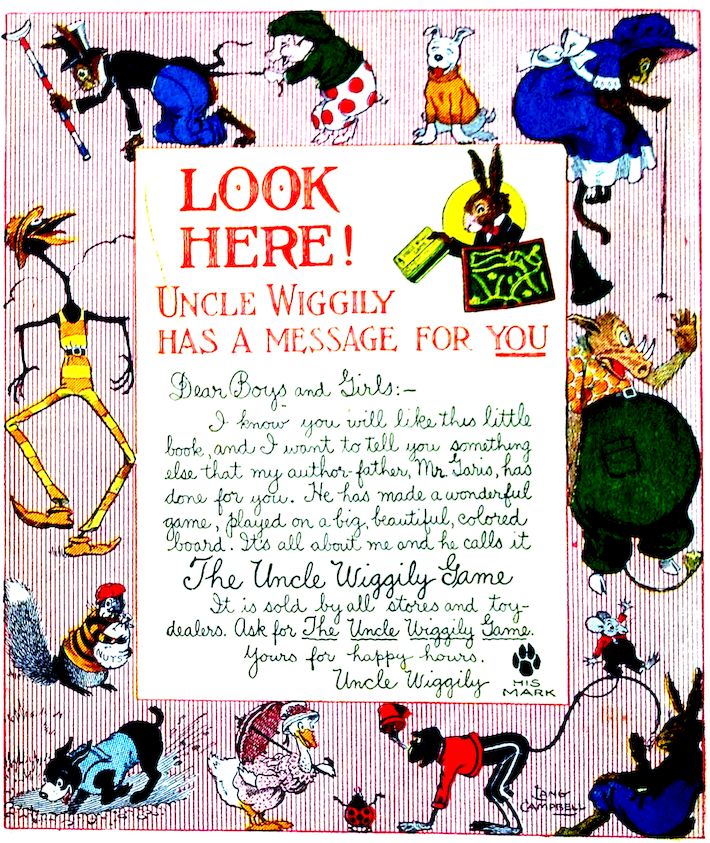 LOOK
HERE!
UNCLE WIGGILY
HAS A MESSAGE FOR YOU
Dear Boys and Girls:-
I know you will like this little
book, and I want to tell you something
else that my author-father, Mr. Garis, has
done for you. He has made a wonderful
game, played on a big, beautiful, colored
board. It's all about me and he calls it
The Uncle Wiggily Game
It is sold by all stores and toy-
dealers. Ask for The Uncle Wiggily Game.
Yours for happy hours.
Uncle Wiggily
HIS
MARK
LANG
CAMPBELL